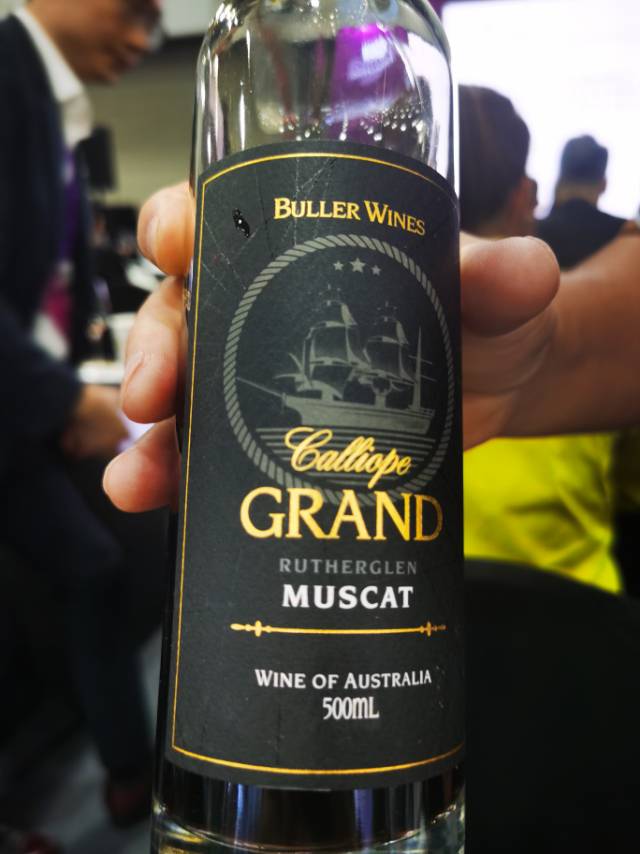 BULLER WINES
Calliope
GRAND
RUTHERGLEN
MUSCAT
WINE OF AUSTRALIA
500mL